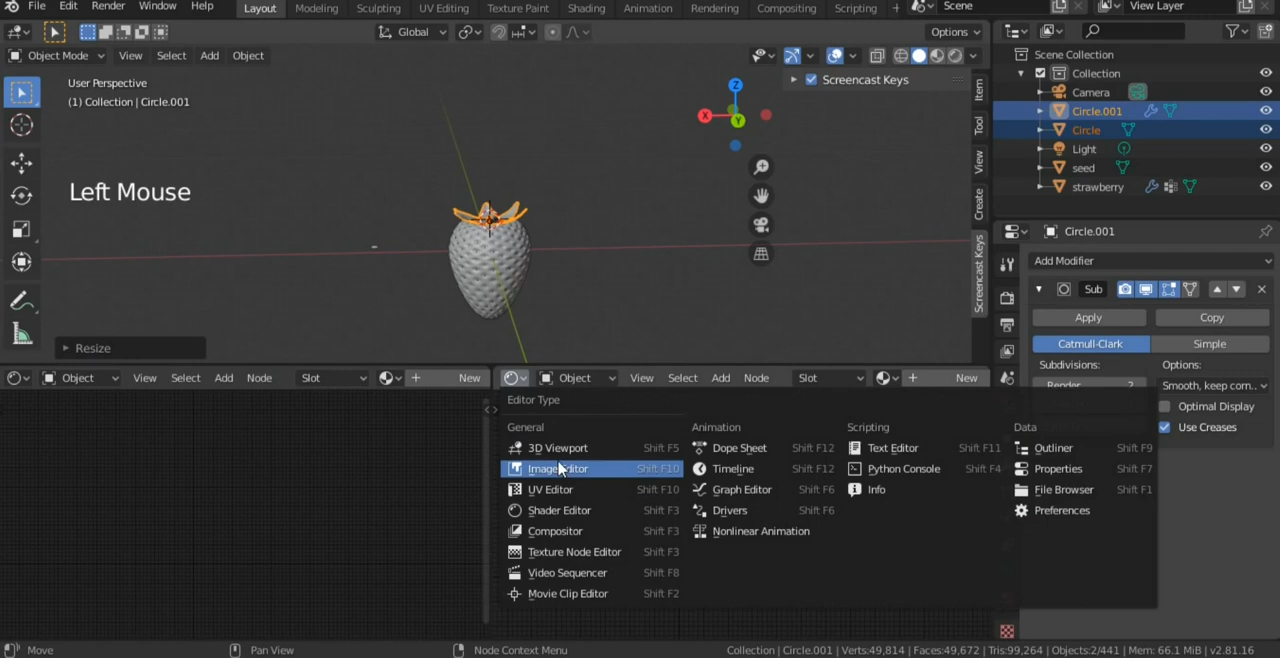 File Edit Render Window Help Layout Modeling Sculpting UV Editing Texture Paint Shading Animation Rendering Compositing Scripting + Scene View Layer
Global Options
Object Mode View Select Add Object
User Perspective
(1) Collection | Circle.001
Screencast Keys
Left Mouse
X Y Z
Item
Tool
View
Create
Screencast Keys
Resize
Scene Collection
Collection
Camera
Circle.001
Circle
Light
seed
strawberry
Circle.001
Add Modifier
Sub
Apply Copy
Catmull-Clark Simple
Subdivisions: Options:
Render 2 Smooth, keep corn..
Optimal Display
Use Creases
Object View Select Add Node Slot + New
Object View Select Add Node Slot + New
Editor Type
General Animation Scripting Data
3D Viewport Shift F5 Dope Sheet Shift F12 Text Editor Shift F11 Outliner Shift F9
Image Editor Shift F10 Timeline Shift F12 Python Console Shift F4 Properties Shift F7
UV Editor Shift F10 Graph Editor Shift F6 Info File Browser Shift F1
Shader Editor Shift F3 Drivers Shift F6 Preferences
Compositor Shift F3 Nonlinear Animation
Texture Node Editor Shift F3
Video Sequencer Shift F8
Movie Clip Editor Shift F2
Move Pan View Node Context Menu Collection | Circle.001 | Verts:49,814 | Faces:49,672 | Tris:99,264 | Objects:2/441 | Mem: 66.1 MiB | v2.81.16